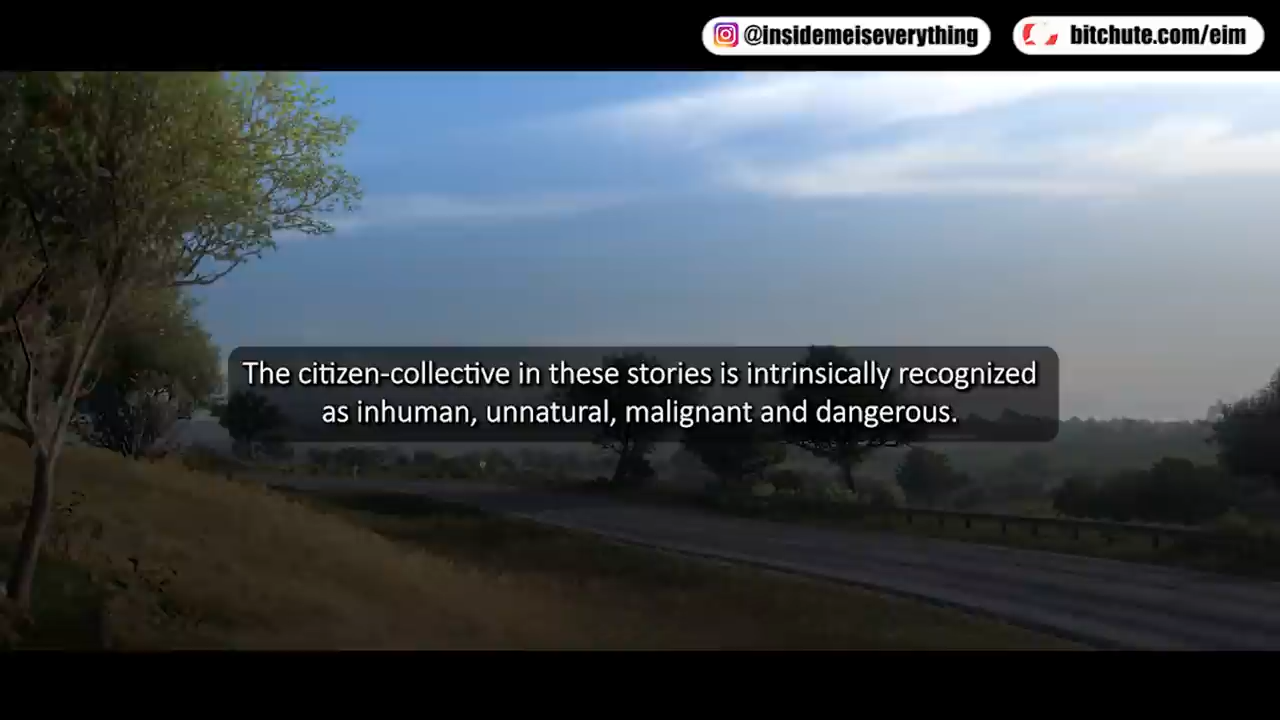 @insidemeiseverything
bitchute.com/eim
The citizen-collective in these stories is intrinsically recognized
as inhuman, unnatural, malignant and dangerous.